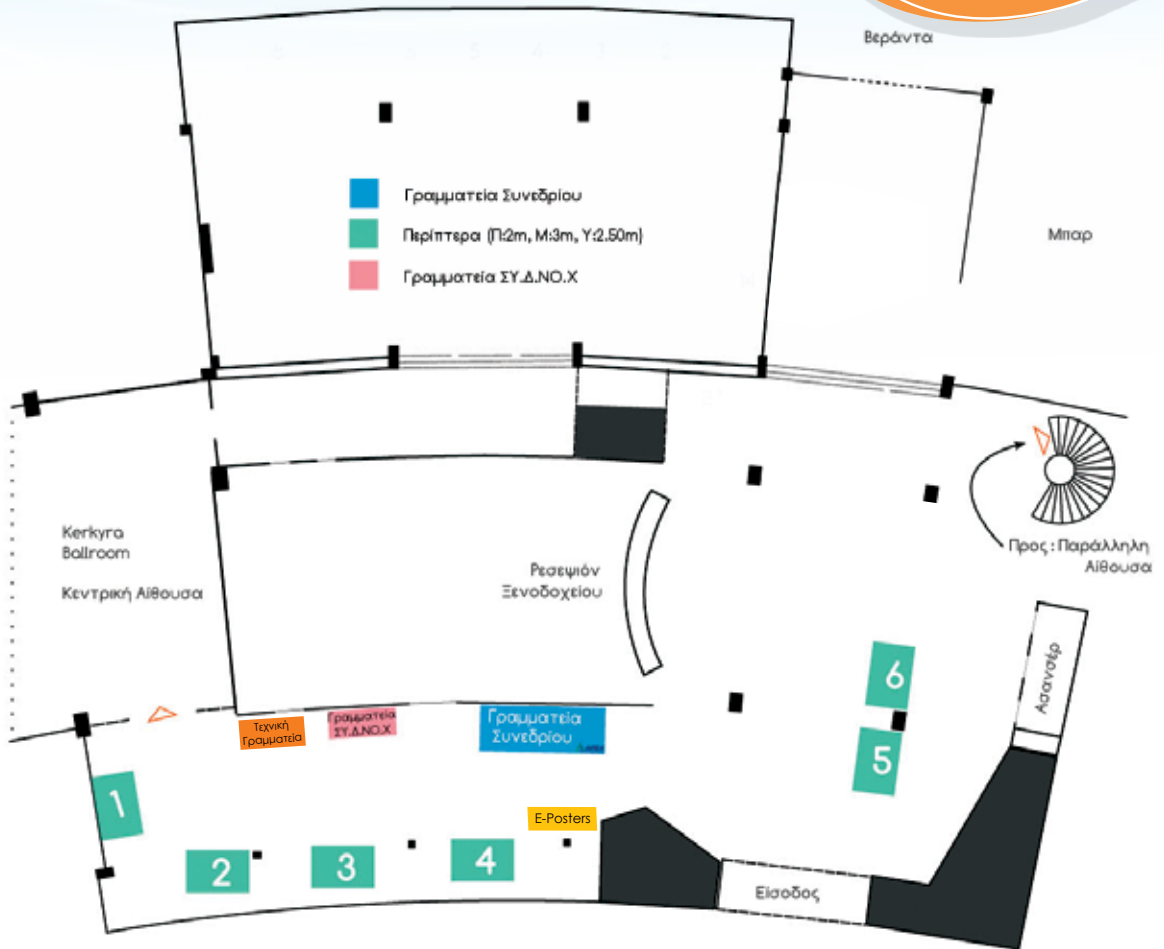 Βεράντα
Γραμματεία Συνεδρίου
Περίπτερα (Π:2m, Μ:3m, Υ:2.50m)
Μπαρ
Γραμματεία ΣΥ.Δ.ΝΟ.Χ
Kerkyra
Ballroom
Κεντρική Αίθουσα
Ρεσεψιόν
Ξενοδοχείου
Προς : Παράλληλη
Αίθουσα
Ασανσέρ
6
5
Τεχνική
Γραμματεία
Γραμματεία
ΣΥ.Δ.ΝΟ.Χ
Γραμματεία
Συνεδρίου
1
E-Posters
2
3
4
Είσοδος